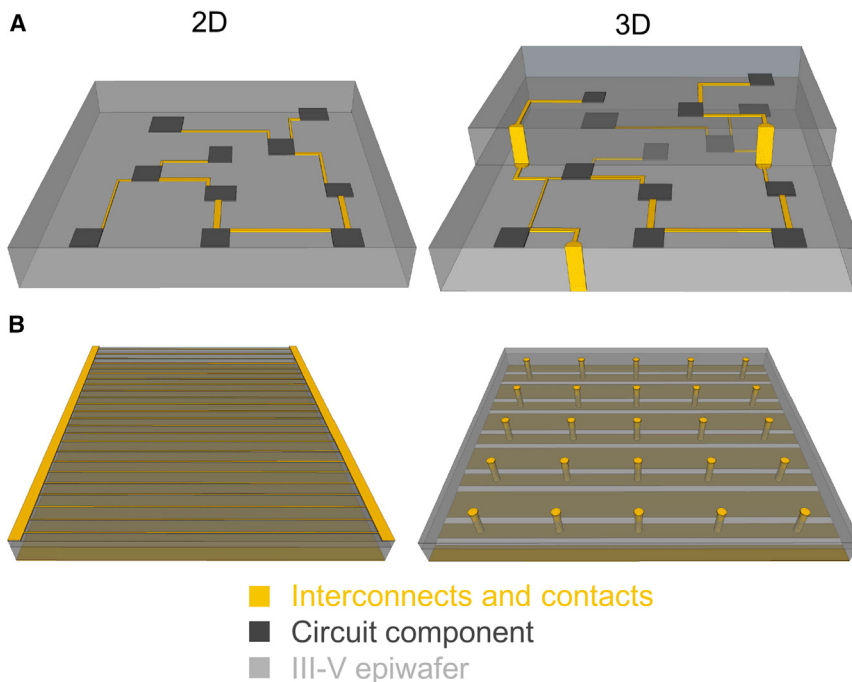 A
2D
3D
B
Interconnects and contacts
Circuit component
III-V epiwafer